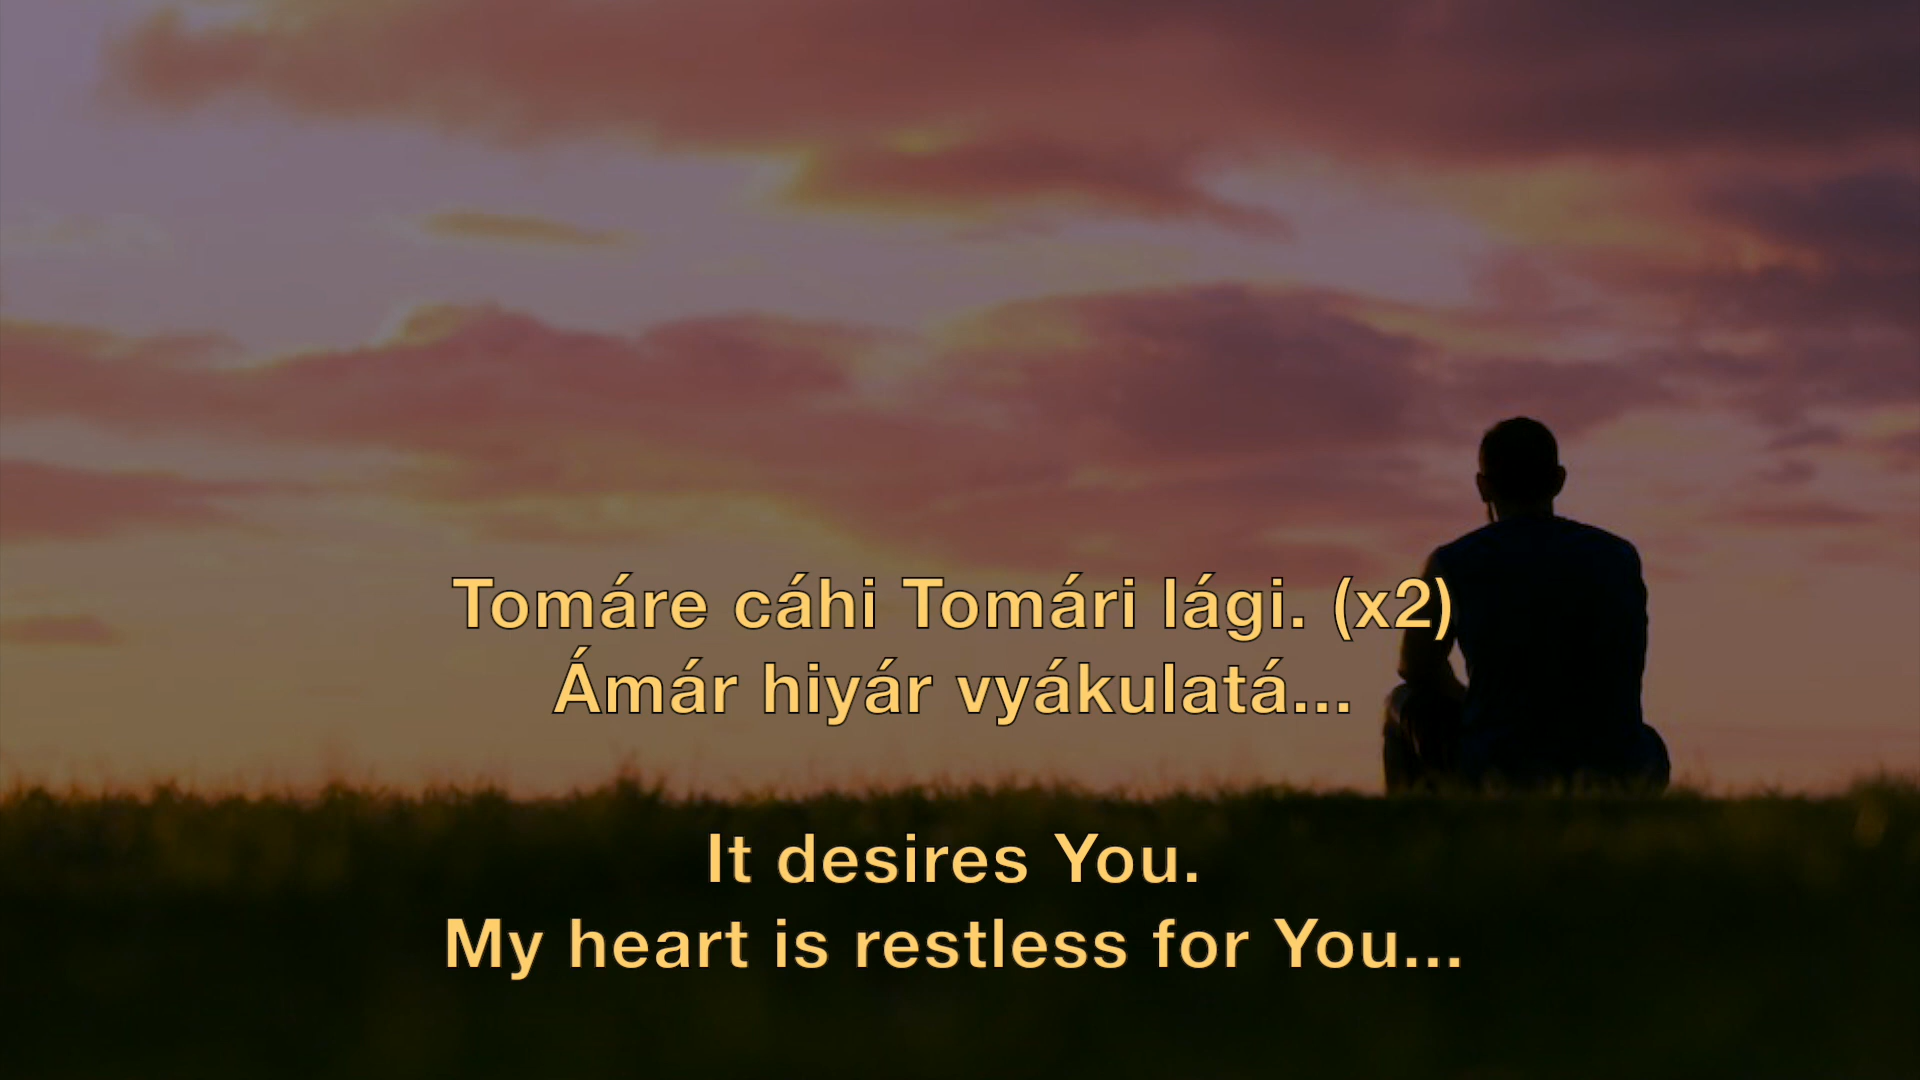 Tomáre cáhi Tomári lági. (x2)
Ámár hiyár vyákulatá...
It desires You.
My heart is restless for You...